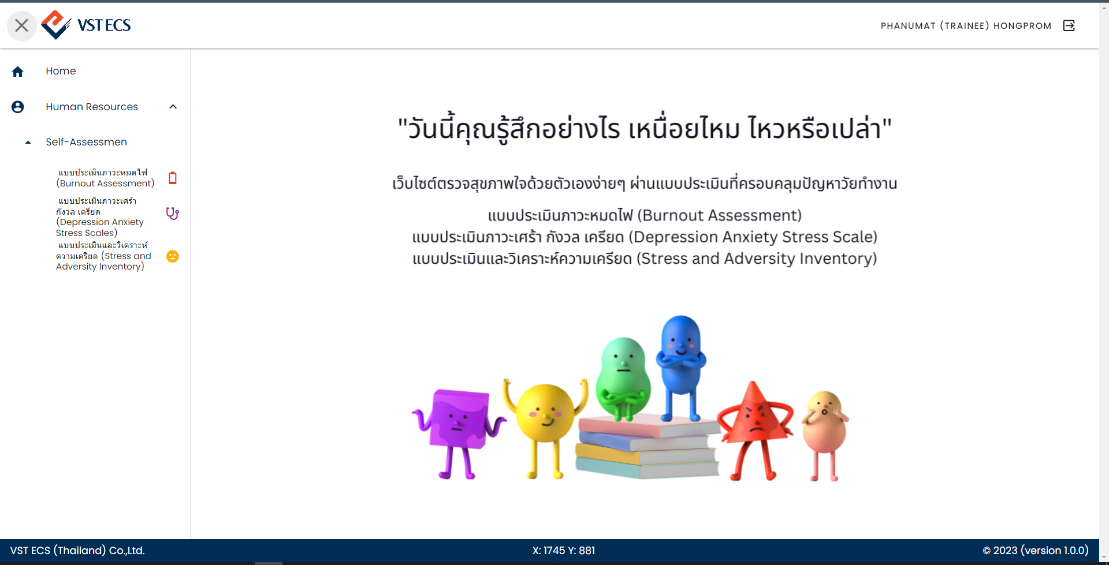 VST ECS
PHANUMAT (TRAINEE) HONGPROM
Home
Human Resources
Self-Assessmen
แบบประเมินภาวะหมดไฟ
(Burnout Assessment)
แบบประเมินภาวะเศร้า
กังวล เครียด
(Depression Anxiety
Stress Scales)
แบบประเมินและวิเคราะห์
ความเครียด (Stress and
Adversity Inventory)
"วันนี้คุณรู้สึกอย่างไร เหนื่อยไหม ไหวหรือเปล่า"
เว็บไซต์ตรวจสุขภาพใจด้วยตัวเองง่ายๆ ผ่านแบบประเมินที่ครอบคลุมปัญหาวัยทำงาน
แบบประเมินภาวะหมดไฟ (Burnout Assessment)
แบบประเมินภาวะเศร้า กังวล เครียด (Depression Anxiety Stress Scale)
แบบประเมินและวิเคราะห์ความเครียด (Stress and Adversity Inventory)
VST ECS (Thailand) Co.,Ltd.
X: 1745 Y: 881
© 2023 (version 1.0.0)